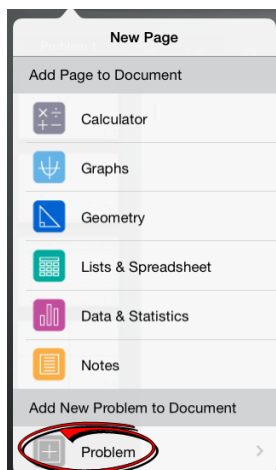 New Page
Add Page to Document
Calculator
Graphs
Geometry
Lists & Spreadsheet
Data & Statistics
Notes
Add New Problem to Document
Problem